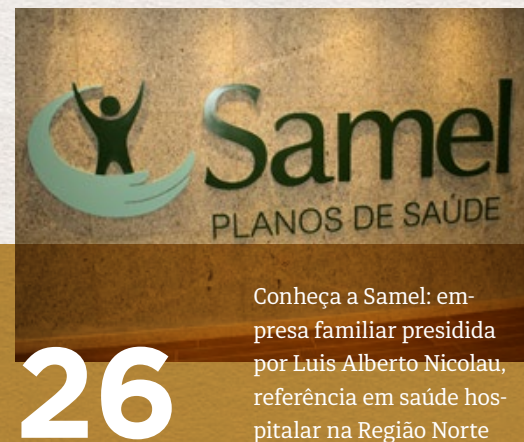 Samel
PLANOS DE SAÚDE
26
Conheça a Samel: em-
presa familiar presidida
por Luis Alberto Nicolau,
referência em saúde hos-
pitalar na Região Norte